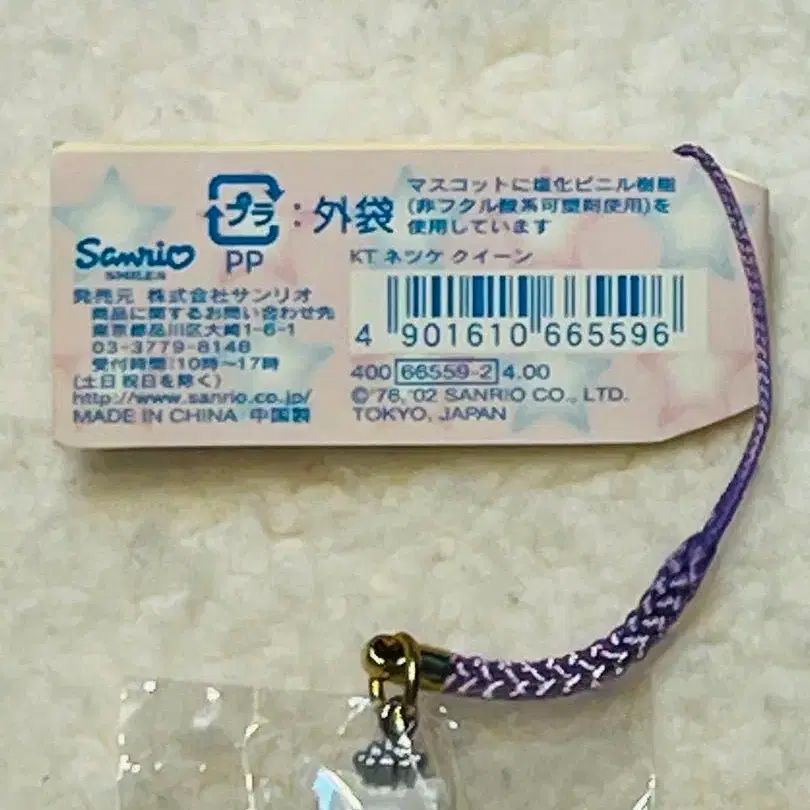 プラ
PP
: 外袋
マスコットに塩化ビニル樹脂
(非フタル酸系可塑剤使用)を
使用しています
Sanrio
SMILES
発売元 株式会社サンリオ
商品に関するお問い合わせ先
東京都品川区大崎1-6-1
03-3779-8148
受付時間:10時〜17時
(土日祝日を除く)
http://www.sanrio.co.jp/
MADE IN CHINA 中国製
KT ネツケ クイーン
4 901610 665596
400 66559-2 4.00
© '76, '02 SANRIO CO., LTD.
TOKYO, JAPAN